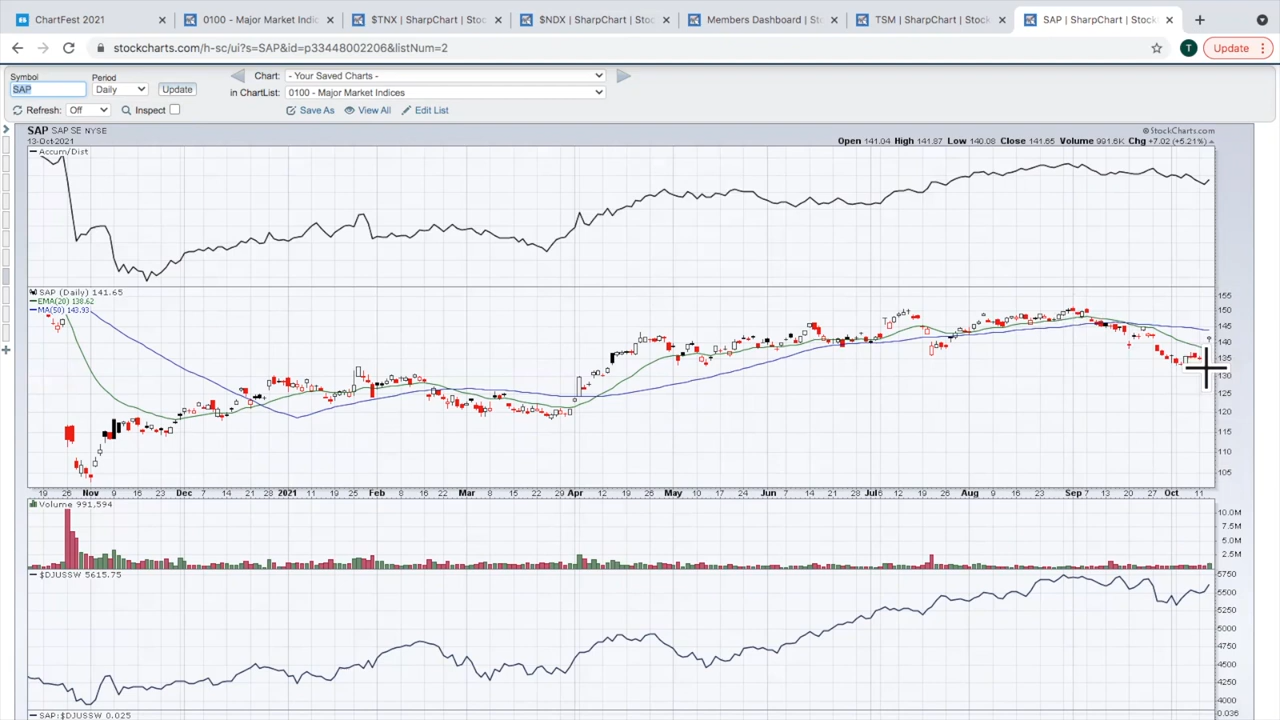 ChartFest 2021 × 0100 - Major Market Indic × $TNX | SharpChart | Stoc × $NDX | SharpChart | Stock × Members Dashboard | Sto × TSM | SharpChart | Stock × SAP | SharpChart | Stock × +
stockcharts.com/h-sc/ui?s=SAP&id=p33448002206&listNum=2 T Update
Symbol Period Chart: - Your Saved Charts -
SAP Daily Update in ChartList: 0100 - Major Market Indices
Refresh: Off Inspect Save As View All Edit List
SAP SAP SE NYSE © StockCharts.com
13-Oct-2021 Open 141.04 High 141.87 Low 140.08 Close 141.65 Volume 991.6K Chg +7.02 (+5.21%)
Accum/Dist
SAP (Daily) 141.65
EMA(20) 138.62
MA(50) 143.93
155
150
145
140
135
130
125
120
115
110
105
19 26 Nov 9 16 23 Dec 7 14 21 28 2021 11 19 25 Feb 8 16 22 Mar 8 15 22 29 Apr 12 19 26 May 10 17 24 Jun 7 14 21 28 Jul 6 12 19 26 Aug 9 16 23 Sep 7 13 20 27 Oct 11
Volume 991,594
10.0M
7.5M
5.0M
2.5M
$DJUSSW 5615.75
5750
5500
5250
5000
4750
4500
4250
4000
SAP:$DJUSSW 0.025
0.035